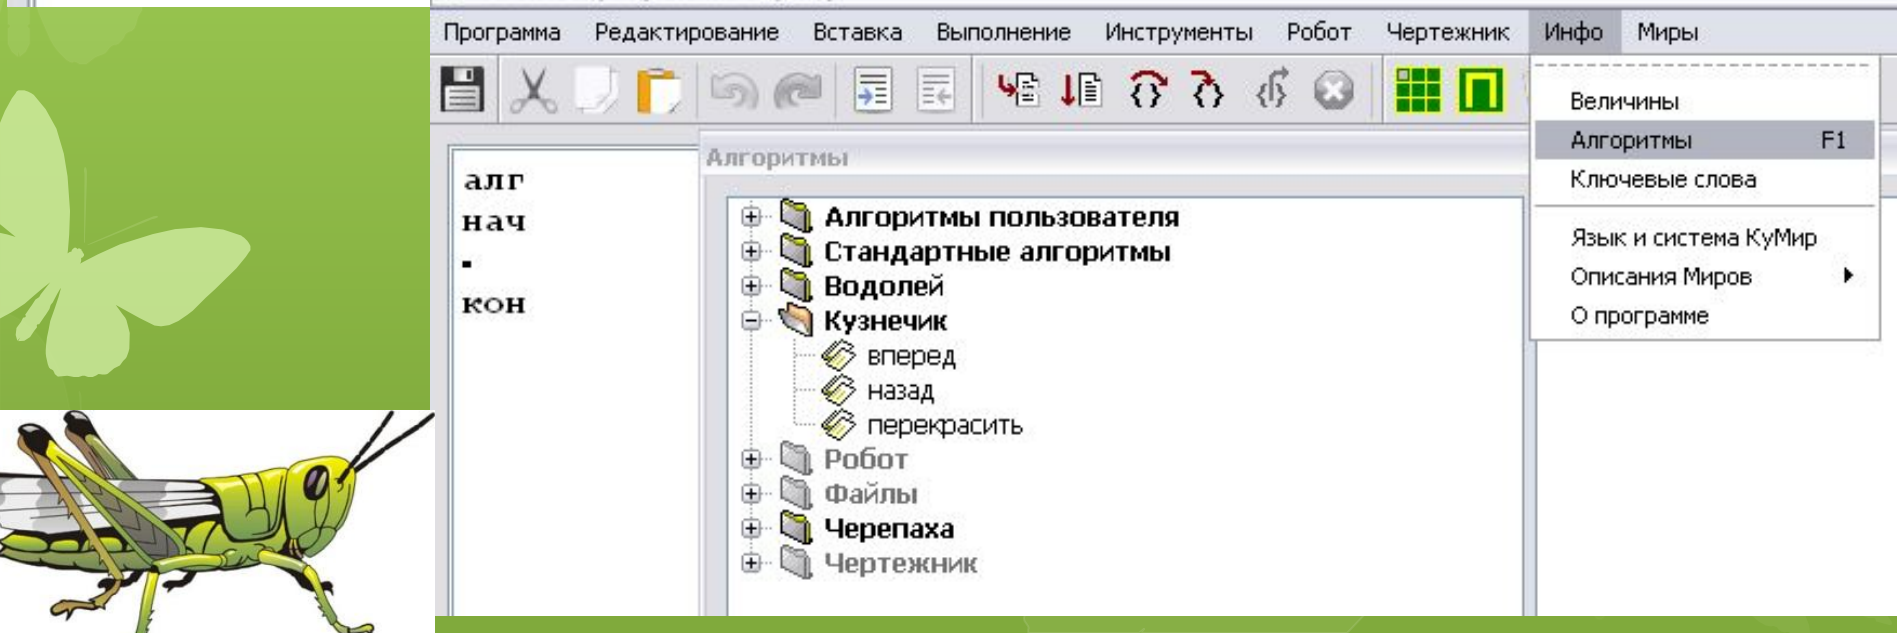 Программа Редактирование Вставка Выполнение Инструменты Робот Чертежник Инфо Миры
Величины
Алгоритмы F1
Ключевые слова
Язык и система КуМир
Описания Миров
О программе
алг
нач
кон
Алгоритмы
Алгоритмы пользователя
Стандартные алгоритмы
Водолей
Кузнечик
вперед
назад
перекрасить
Робот
Файлы
Черепаха
Чертежник